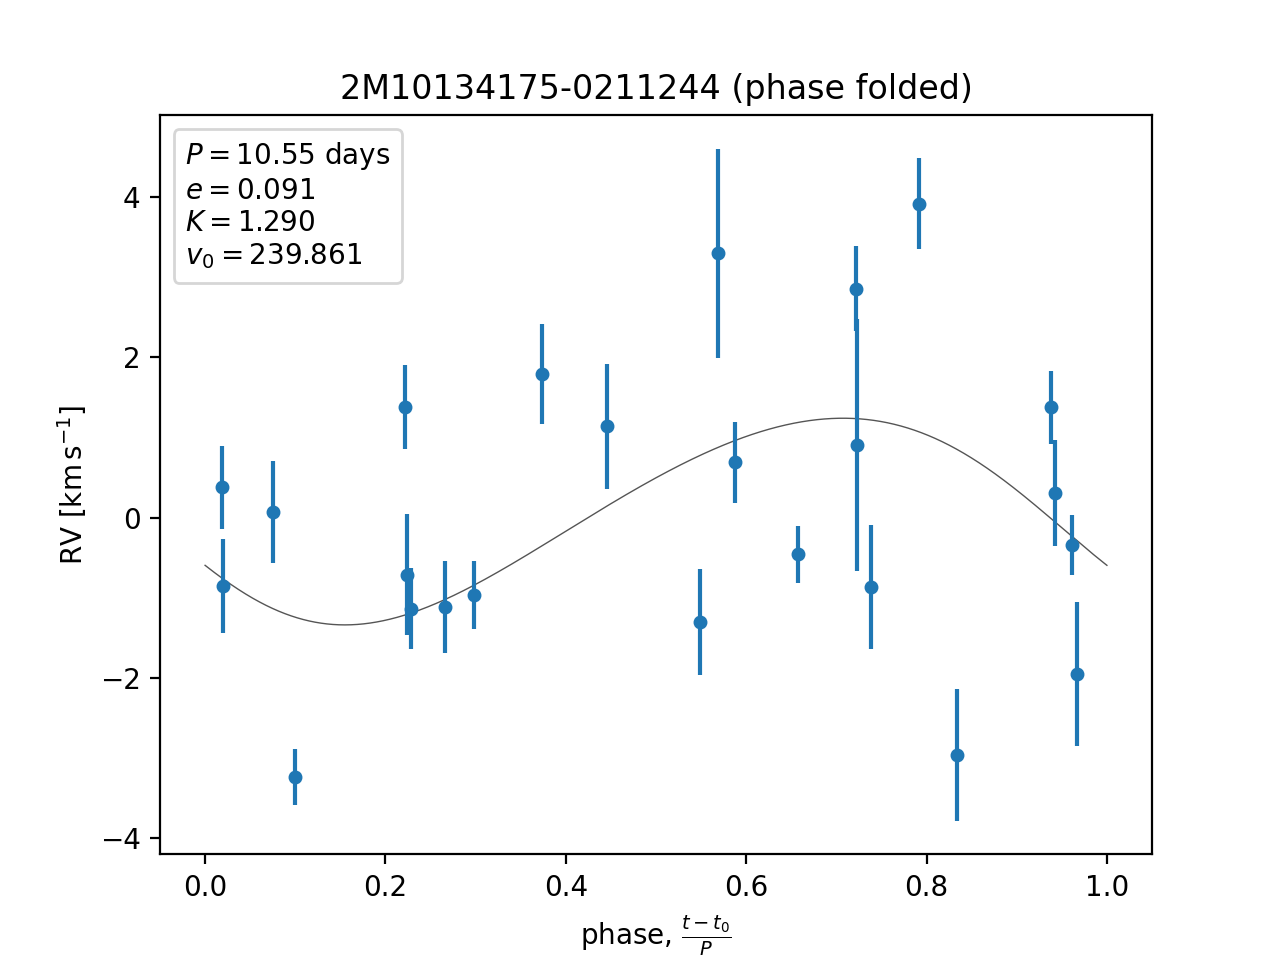 2M10134175-0211244 (phase folded)
P = 10.55 days
e = 0.091
K = 1.290
v₀ = 239.861
RV [km s⁻¹]
4
2
0
−2
−4
0.0 0.2 0.4 0.6 0.8 1.0
phase, (t − t₀)/P